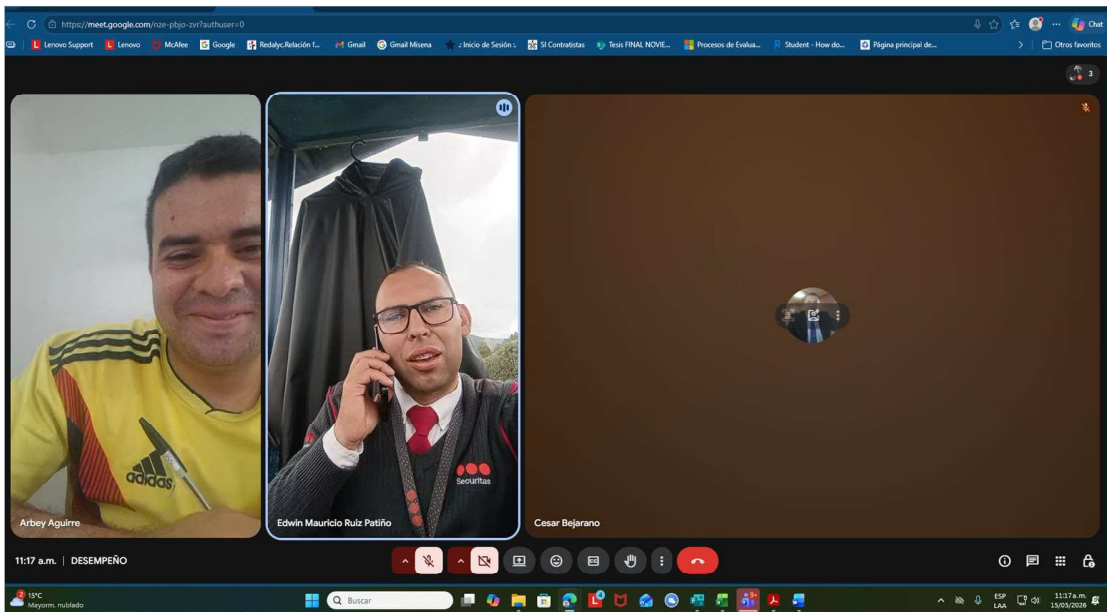 https://meet.google.com/nze-pbjo-zvr?authuser=0
Chat
Lenovo Support
Lenovo
McAfee
Google
Redalyc.Relación f...
Gmail
Gmail Misena
.: Inicio de Sesión :.
SI Contratistas
Tesis FINAL NOVIE...
Procesos de Evalua...
Student - How do...
Página principal de...
Otros favoritos
3
adidas
Securitas
Arbey Aguirre
Edwin Mauricio Ruiz Patiño
Cesar Bejarano
11:17 a.m. | DESEMPEÑO
2
15°C
Mayorm. nublado
Buscar
4
9+
ESP
LAA
11:17 a.m.
15/05/2026